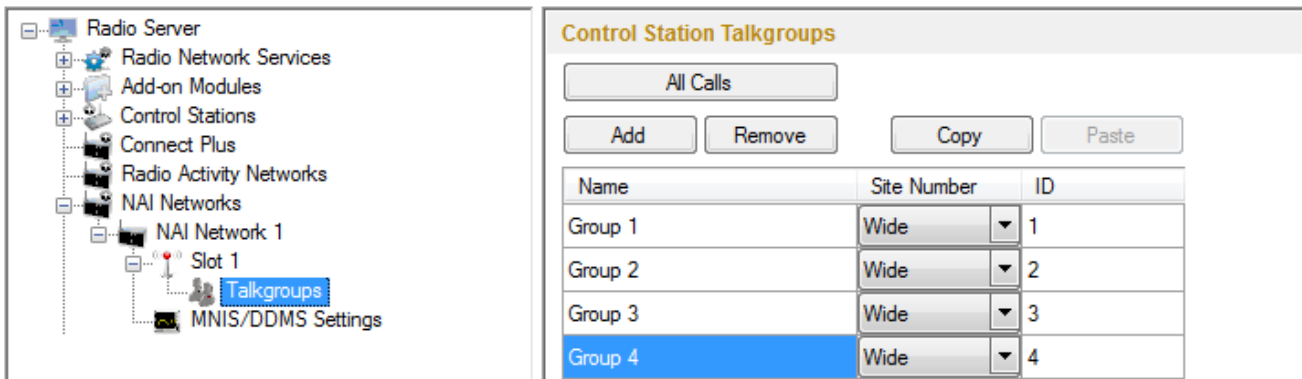 Radio Server
Radio Network Services
Add-on Modules
Control Stations
Connect Plus
Radio Activity Networks
NAI Networks
NAI Network 1
Slot 1
Talkgroups
MNIS/DDMS Settings
Control Station Talkgroups
All Calls
Add Remove Copy Paste
Name Site Number ID
Group 1 Wide 1
Group 2 Wide 2
Group 3 Wide 3
Group 4 Wide 4